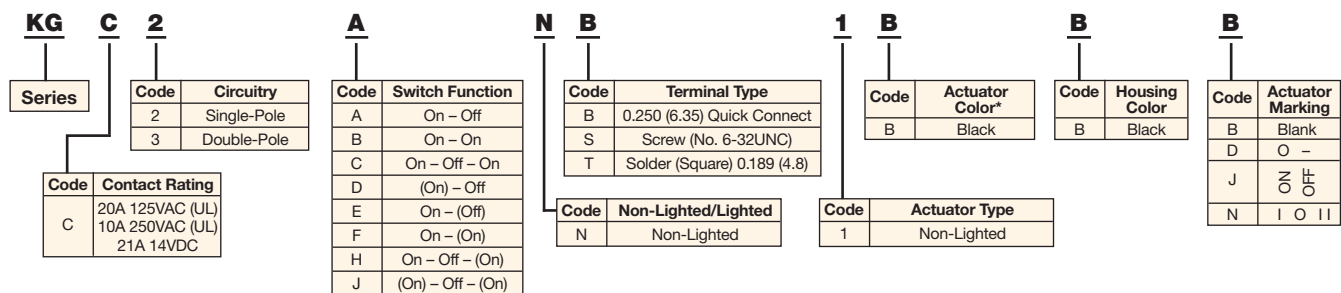 KG C 2 A N B 1 B B B
Series
Code Circuitry
2 Single-Pole
3 Double-Pole
Code Contact Rating
C 20A 125VAC (UL)
10A 250VAC (UL)
21A 14VDC
Code Switch Function
A On – Off
B On – On
C On – Off – On
D (On) – Off
E On – (Off)
F On – (On)
H On – Off – (On)
J (On) – Off – (On)
Code Terminal Type
B 0.250 (6.35) Quick Connect
S Screw (No. 6-32UNC)
T Solder (Square) 0.189 (4.8)
Code Non-Lighted/Lighted
N Non-Lighted
Code Actuator Type
1 Non-Lighted
Code Actuator
Color*
B Black
Code Housing
Color
B Black
Code Actuator
Marking
B Blank
D O –
J ON OFF
N I O II